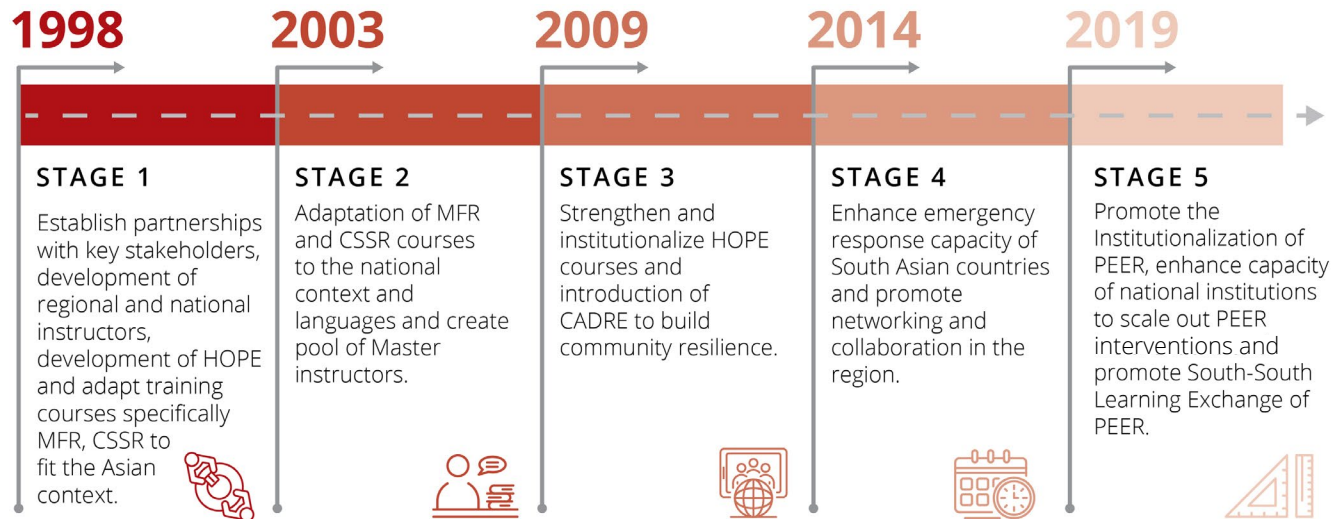 1998
2003
2009
2014
2019
STAGE 1
Establish partnerships
with key stakeholders,
development of
regional and national
instructors,
development of HOPE
and adapt training
courses specifically
MFR, CSSR to
fit the Asian
context.
STAGE 2
Adaptation of MFR
and CSSR courses
to the national
context and
languages and create
pool of Master
instructors.
STAGE 3
Strengthen and
institutionalize HOPE
courses and
introduction of
CADRE to build
community resilience.
STAGE 4
Enhance emergency
response capacity of
South Asian countries
and promote
networking and
collaboration in the
region.
STAGE 5
Promote the
Institutionalization of
PEER, enhance capacity
of national institutions
to scale out PEER
interventions and
promote South-South
Learning Exchange of
PEER.